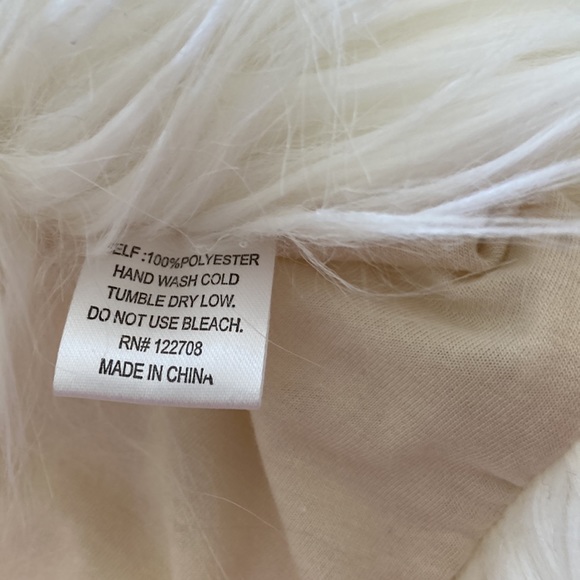 ELF:100%POLYESTER
HAND WASH COLD
TUMBLE DRY LOW.
DO NOT USE BLEACH.
RN# 122708
MADE IN CHINA